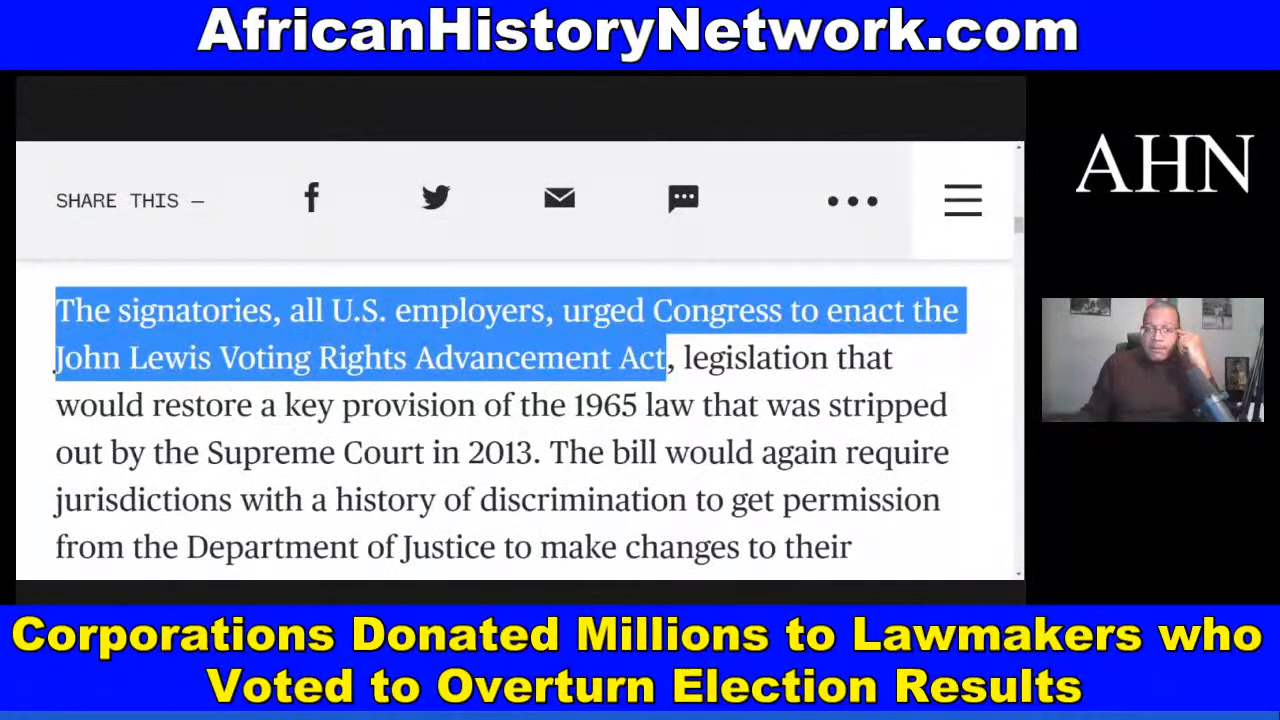 AfricanHistoryNetwork.com
SHARE THIS —
AHN
The signatories, all U.S. employers, urged Congress to enact the
John Lewis Voting Rights Advancement Act, legislation that
would restore a key provision of the 1965 law that was stripped
out by the Supreme Court in 2013. The bill would again require
jurisdictions with a history of discrimination to get permission
from the Department of Justice to make changes to their
Corporations Donated Millions to Lawmakers who
Voted to Overturn Election Results